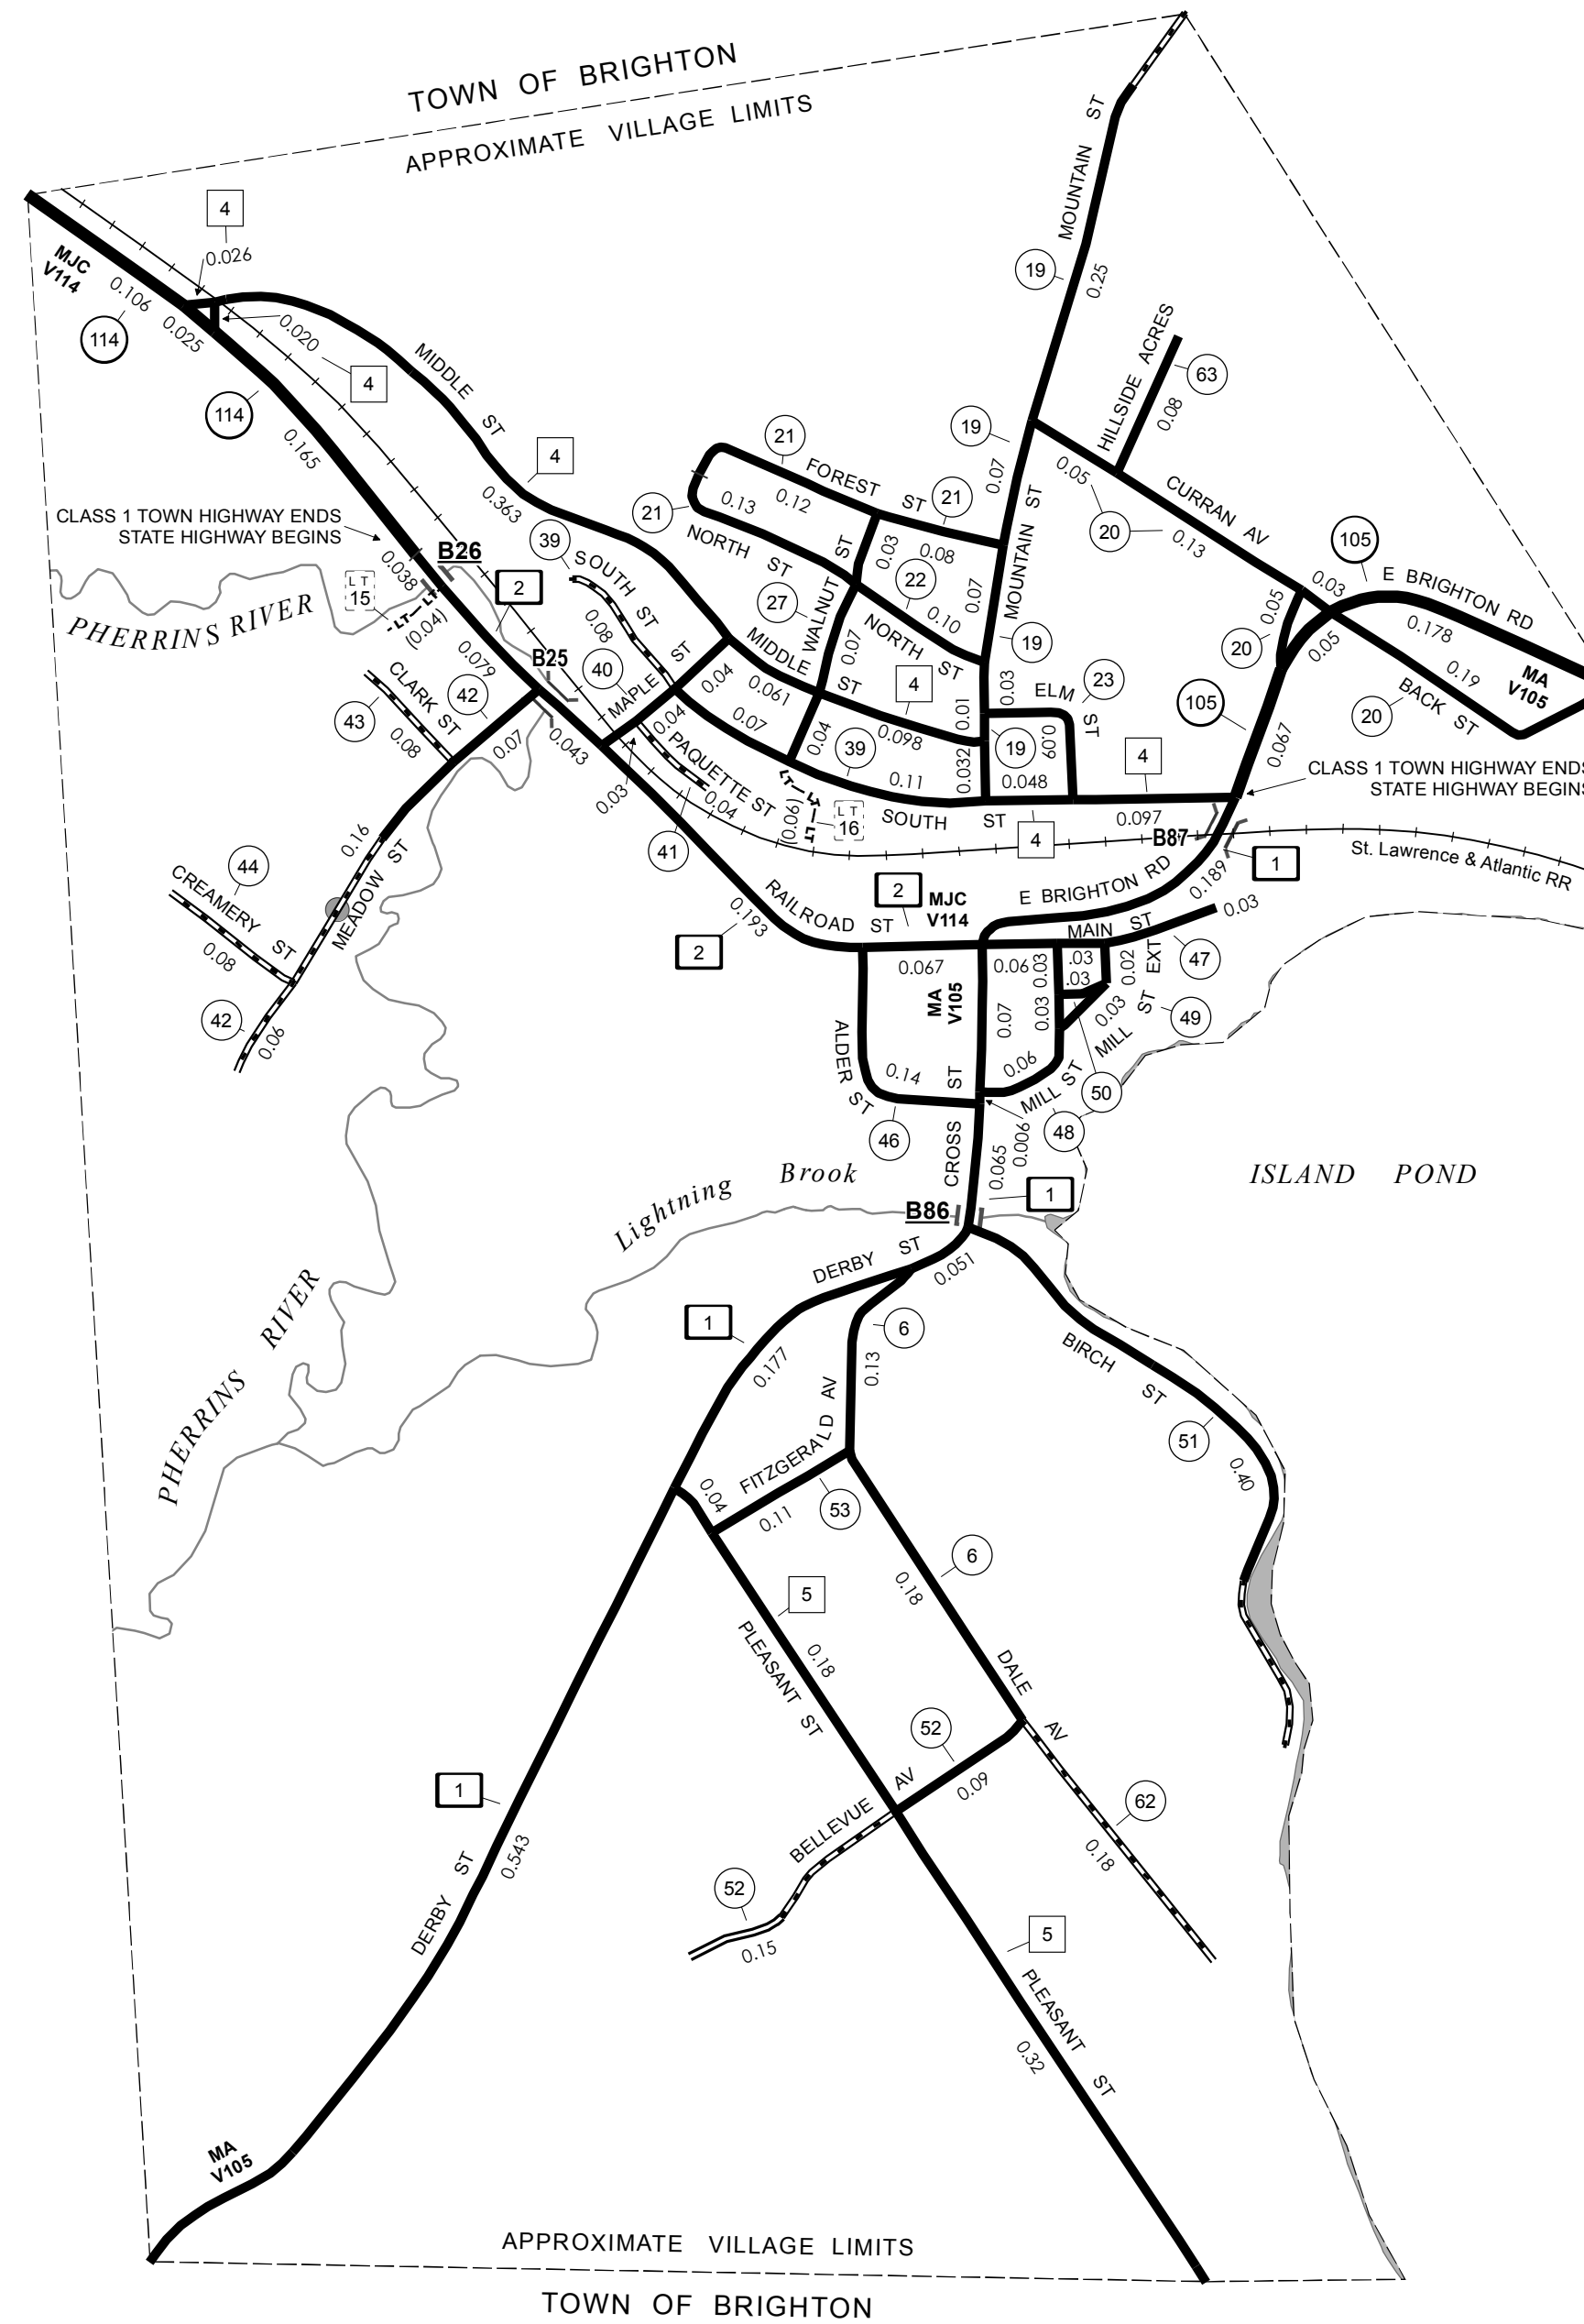 TOWN OF BRIGHTON
APPROXIMATE VILLAGE LIMITS
4
0.026
MJC
V114
0.106
114
0.025
0.020
4
114
0.165
MIDDLE ST
4
0.363
MOUNTAIN ST
19
0.25
HILLSIDE ACRES
63
0.08
19
0.07
21
FOREST ST
21
0.12
0.13
21
NORTH ST
0.03
0.08
22
0.07
MOUNTAIN ST
0.05
20
CURRAN AV
0.13
105
0.03
E BRIGHTON RD
0.05
20
0.05
0.178
MA
V105
0.19
BACK ST
20
CLASS 1 TOWN HIGHWAY ENDS
STATE HIGHWAY BEGINS
0.038
B26
39
SOUTH ST
0.08
2
LT
15
LT
(0.04)
PHERRINS RIVER
0.079
B25
40
MAPLE ST
27
WALNUT ST
0.10
NORTH ST
19
0.07
MIDDLE ST
0.04
0.061
4
0.03
ELM ST
23
0.01
0.09
105
0.067
CLARK ST
42
43
0.08
0.07
0.043
0.04
0.07
0.04
0.098
39
0.032
19
0.048
4
CLASS 1 TOWN HIGHWAY ENDS
STATE HIGHWAY BEGINS
PAQUETTE ST
0.03
0.04
41
LT
LT
LT
(0.06)
LT
16
0.11
SOUTH ST
4
0.097
B87
1
St. Lawrence & Atlantic RR
0.16
MEADOW ST
44
CREAMERY ST
0.08
42
0.06
RAILROAD ST
0.193
2
2
MJC
V114
E BRIGHTON RD
0.189
MAIN ST
0.03
47
0.067
0.06
0.03
.03
.03
0.02
EXT
MA
V105
0.07
0.03
0.03
MILL ST
49
ALDER ST
0.14
46
CROSS ST
0.06
MILL ST
50
48
0.006
0.065
1
ISLAND POND
Lightning Brook
B86
DERBY ST
0.051
1
0.177
6
0.13
BIRCH ST
51
0.40
PHERRINS RIVER
FITZGERALD AV
0.04
0.11
53
5
0.18
PLEASANT ST
6
0.18
DALE AV
52
0.09
BELLEVUE AV
62
0.18
1
0.543
DERBY ST
52
0.15
5
PLEASANT ST
0.32
MA
V105
APPROXIMATE VILLAGE LIMITS
TOWN OF BRIGHTON